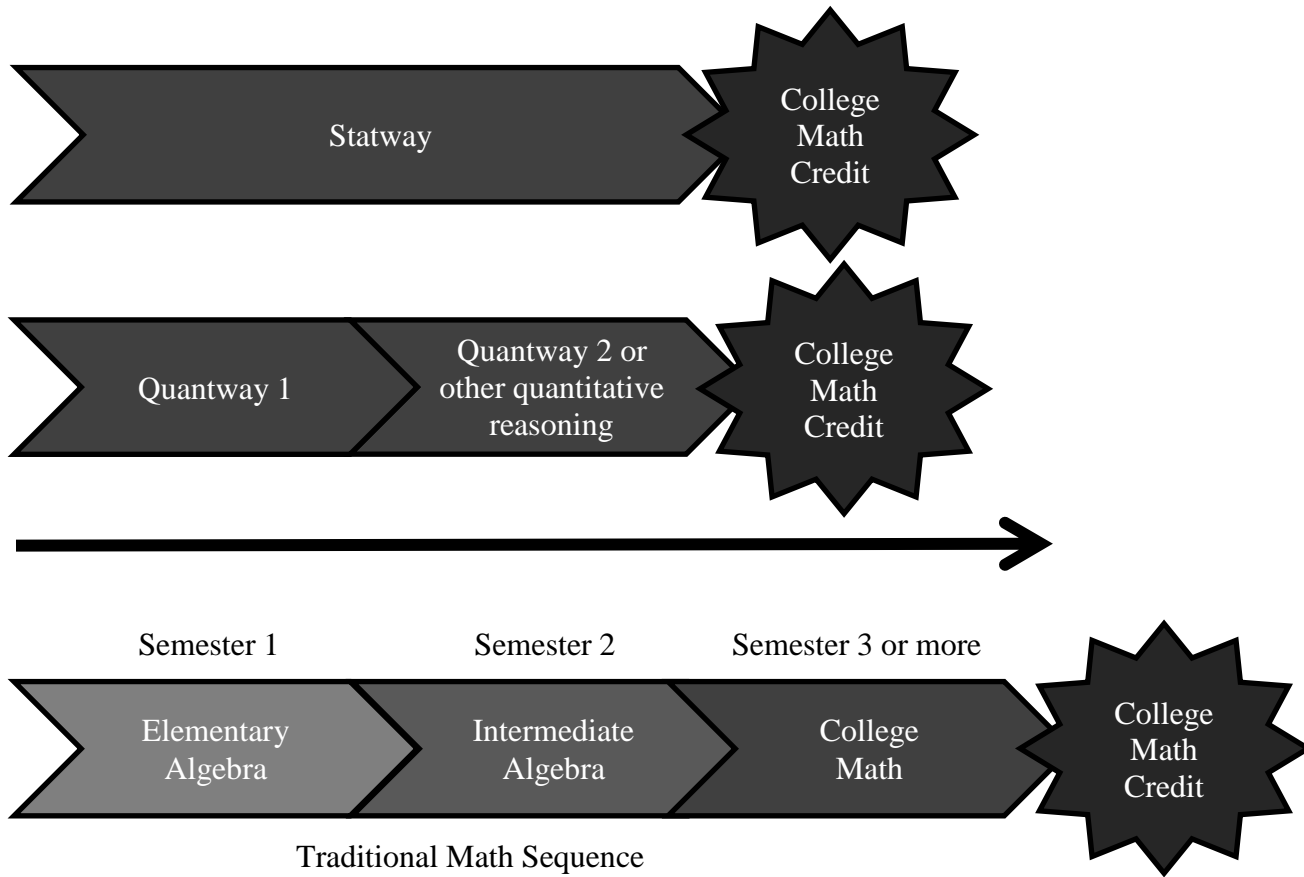 Statway
College
Math
Credit
Quantway 1
Quantway 2 or
other quantitative
reasoning
College
Math
Credit
Semester 1
Semester 2
Semester 3 or more
Elementary
Algebra
Intermediate
Algebra
College
Math
College
Math
Credit
Traditional Math Sequence